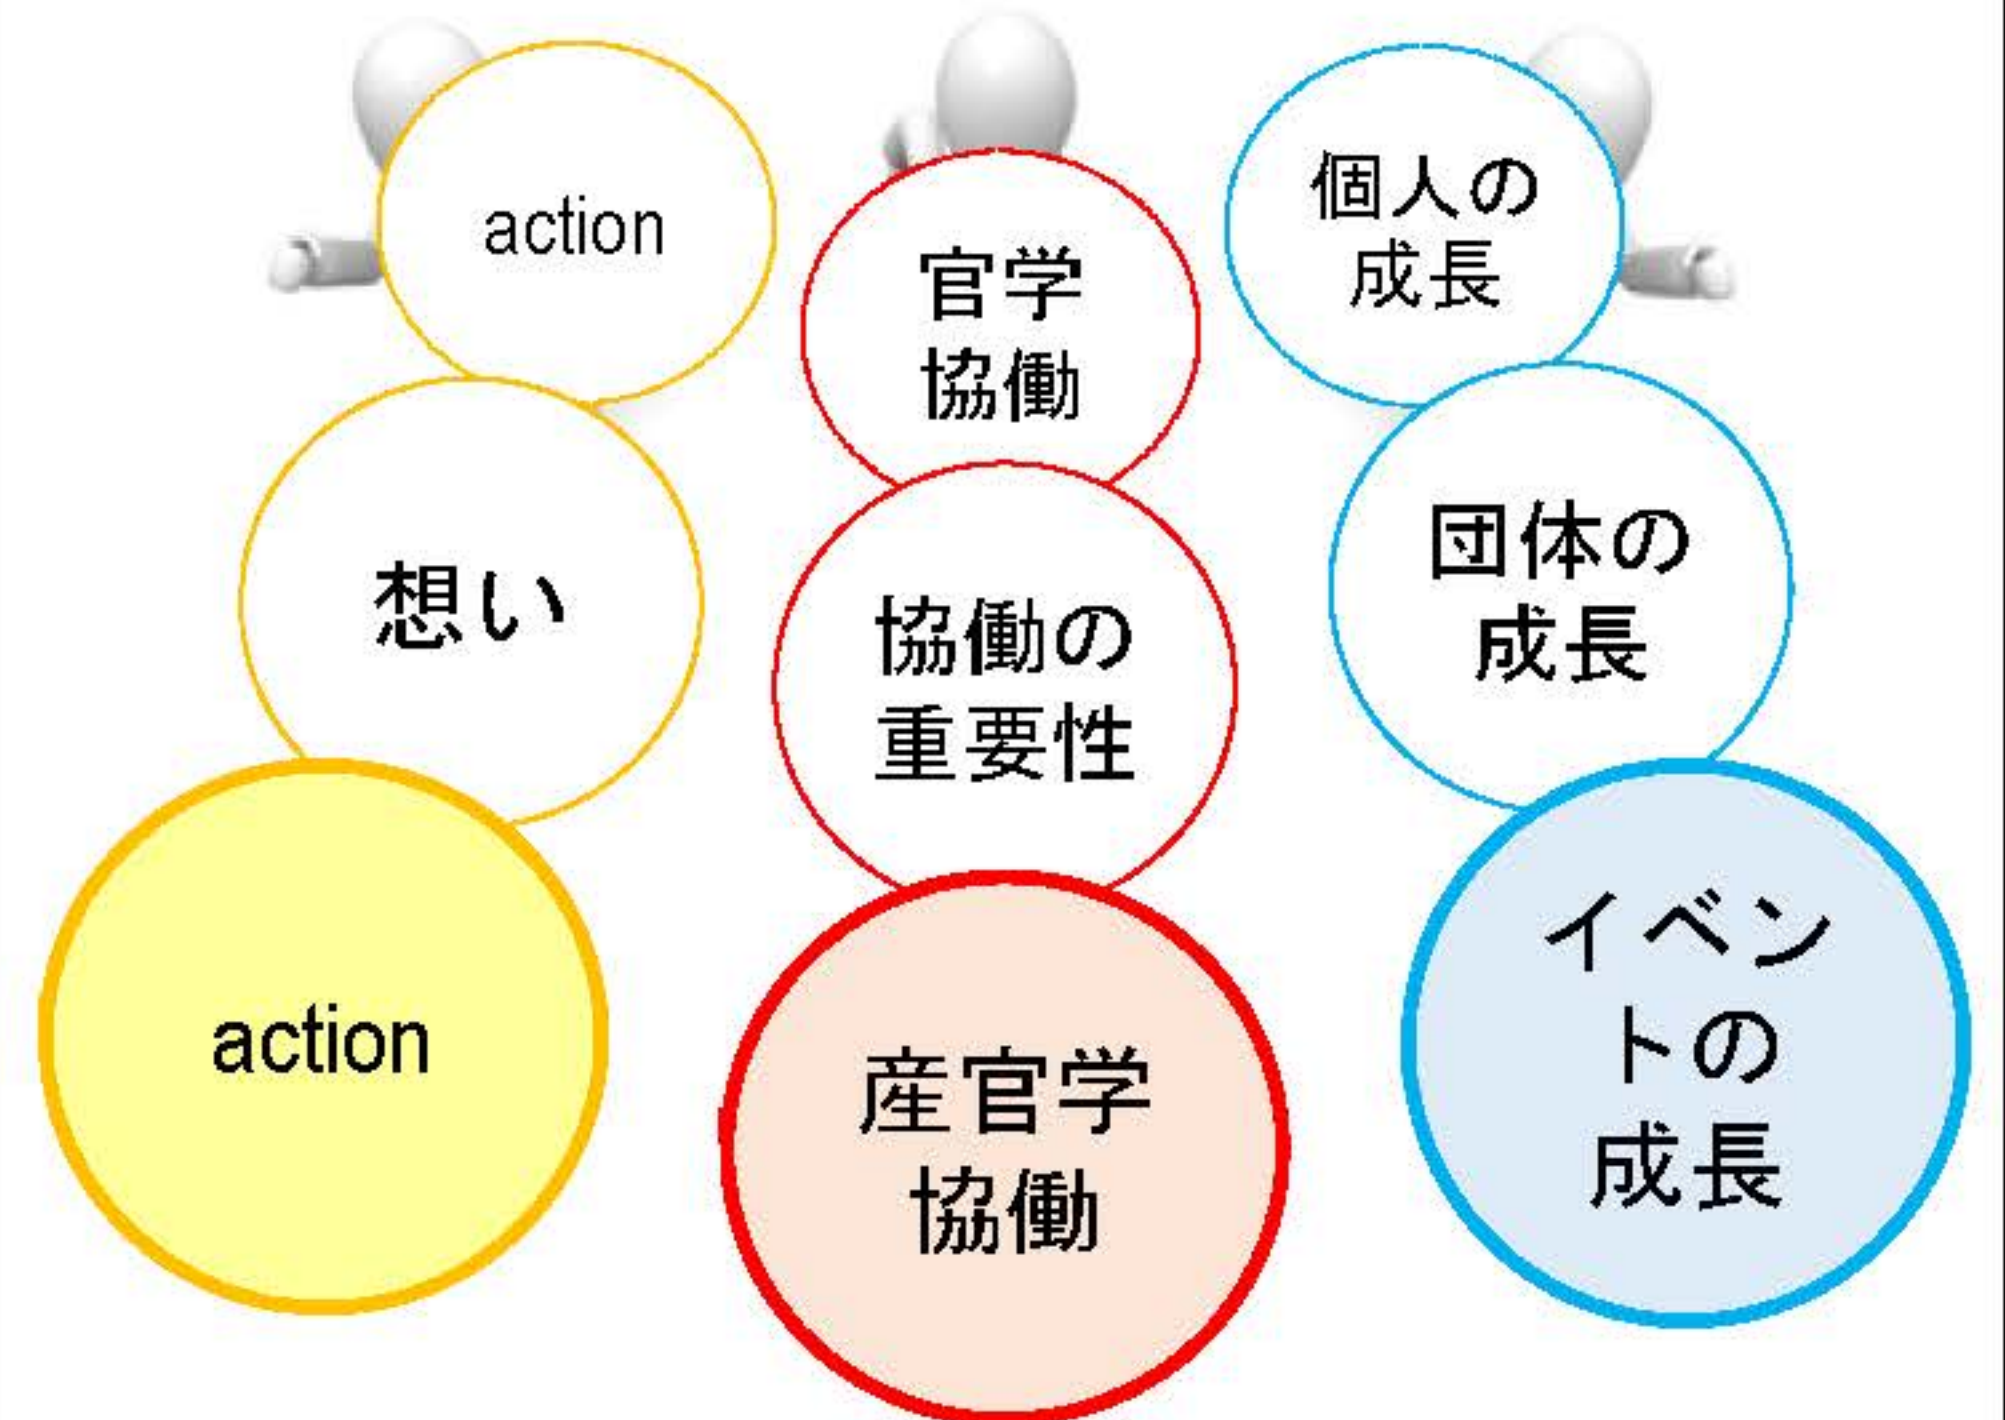 action
想い
action
官学
協働
協働の
重要性
産官学
協働
個人の
成長
団体の
成長
イベン
トの
成長